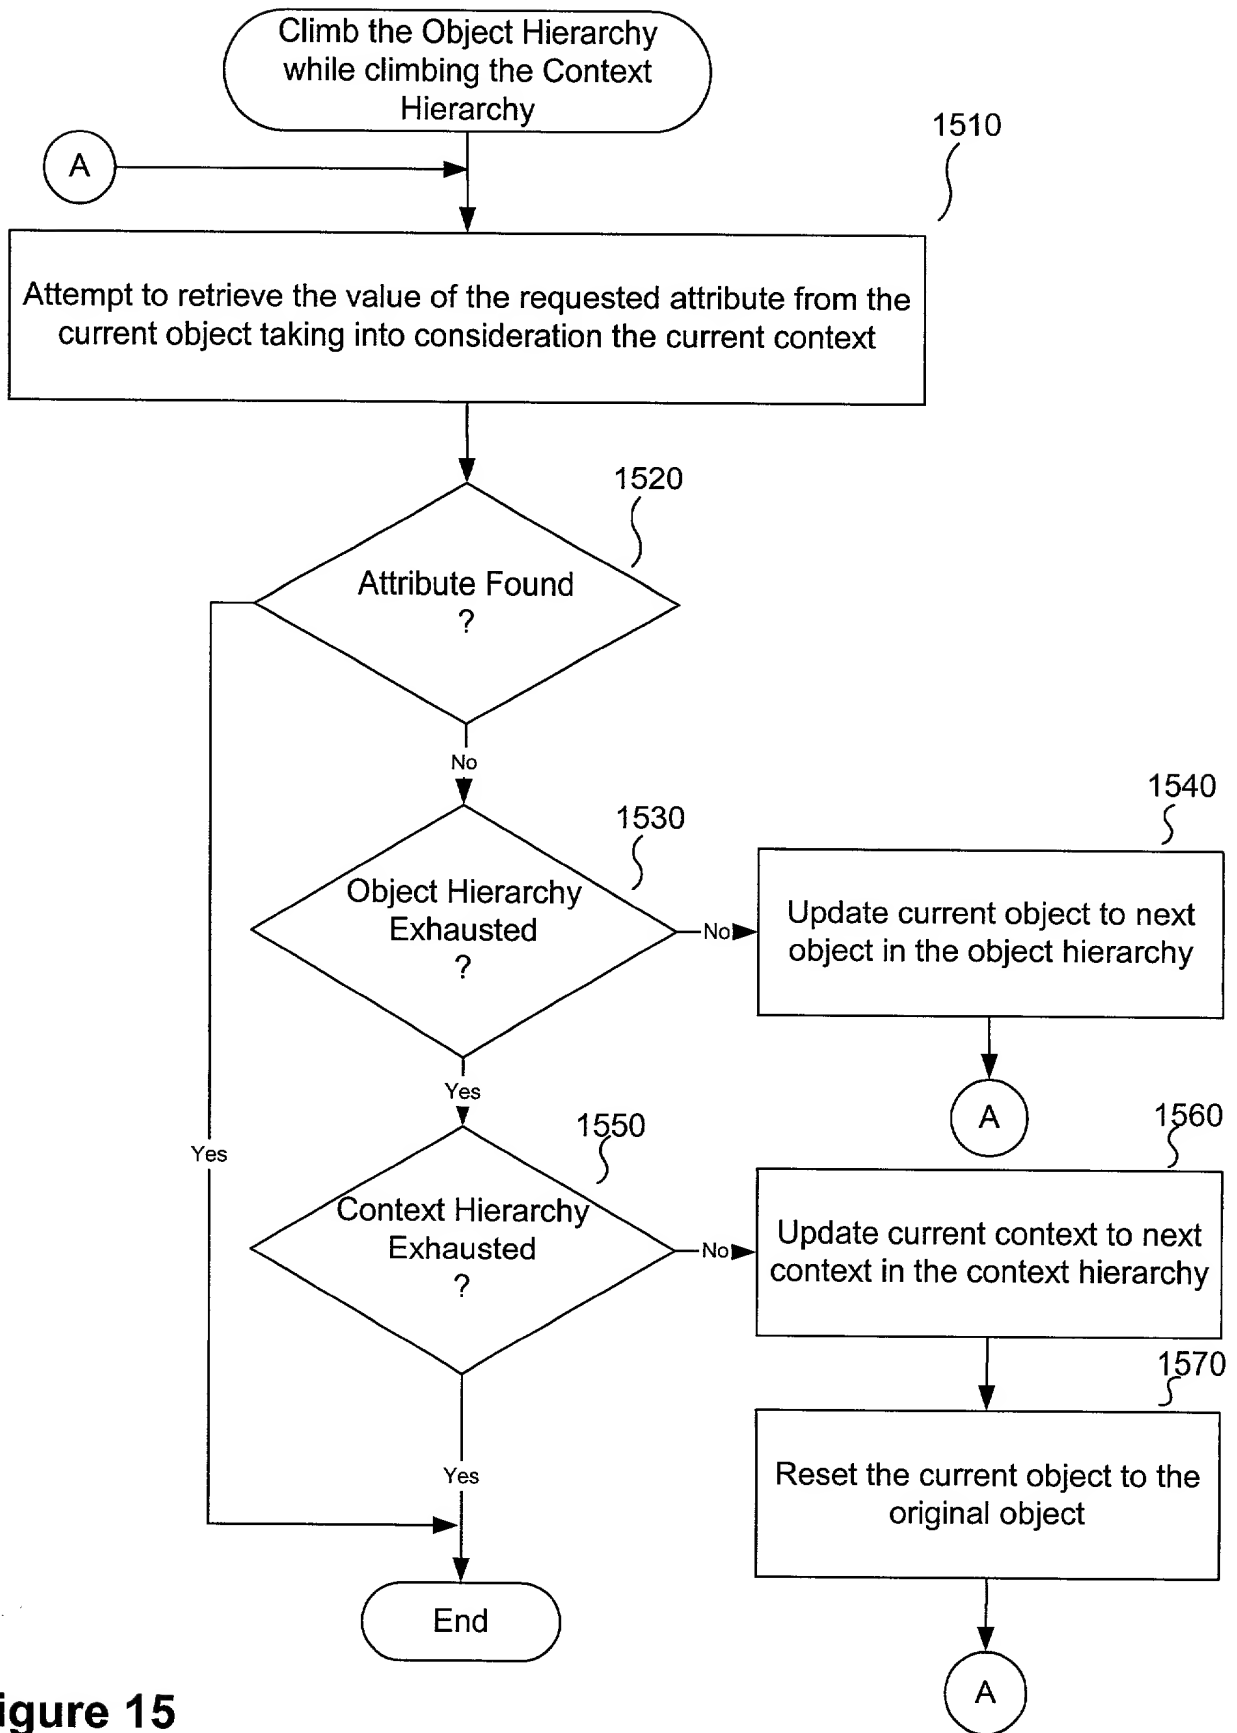 Climb the Object Hierarchy
while climbing the Context
Hierarchy
A
1510
Attempt to retrieve the value of the requested attribute from the
current object taking into consideration the current context
1520
Attribute Found
?
No
1530
1540
Object Hierarchy
Exhausted
?
No
Update current object to next
object in the object hierarchy
Yes
A
1550
1560
Yes
Context Hierarchy
Exhausted
?
No
Update current context to next
context in the context hierarchy
1570
Yes
Reset the current object to the
original object
End
A
igure 15